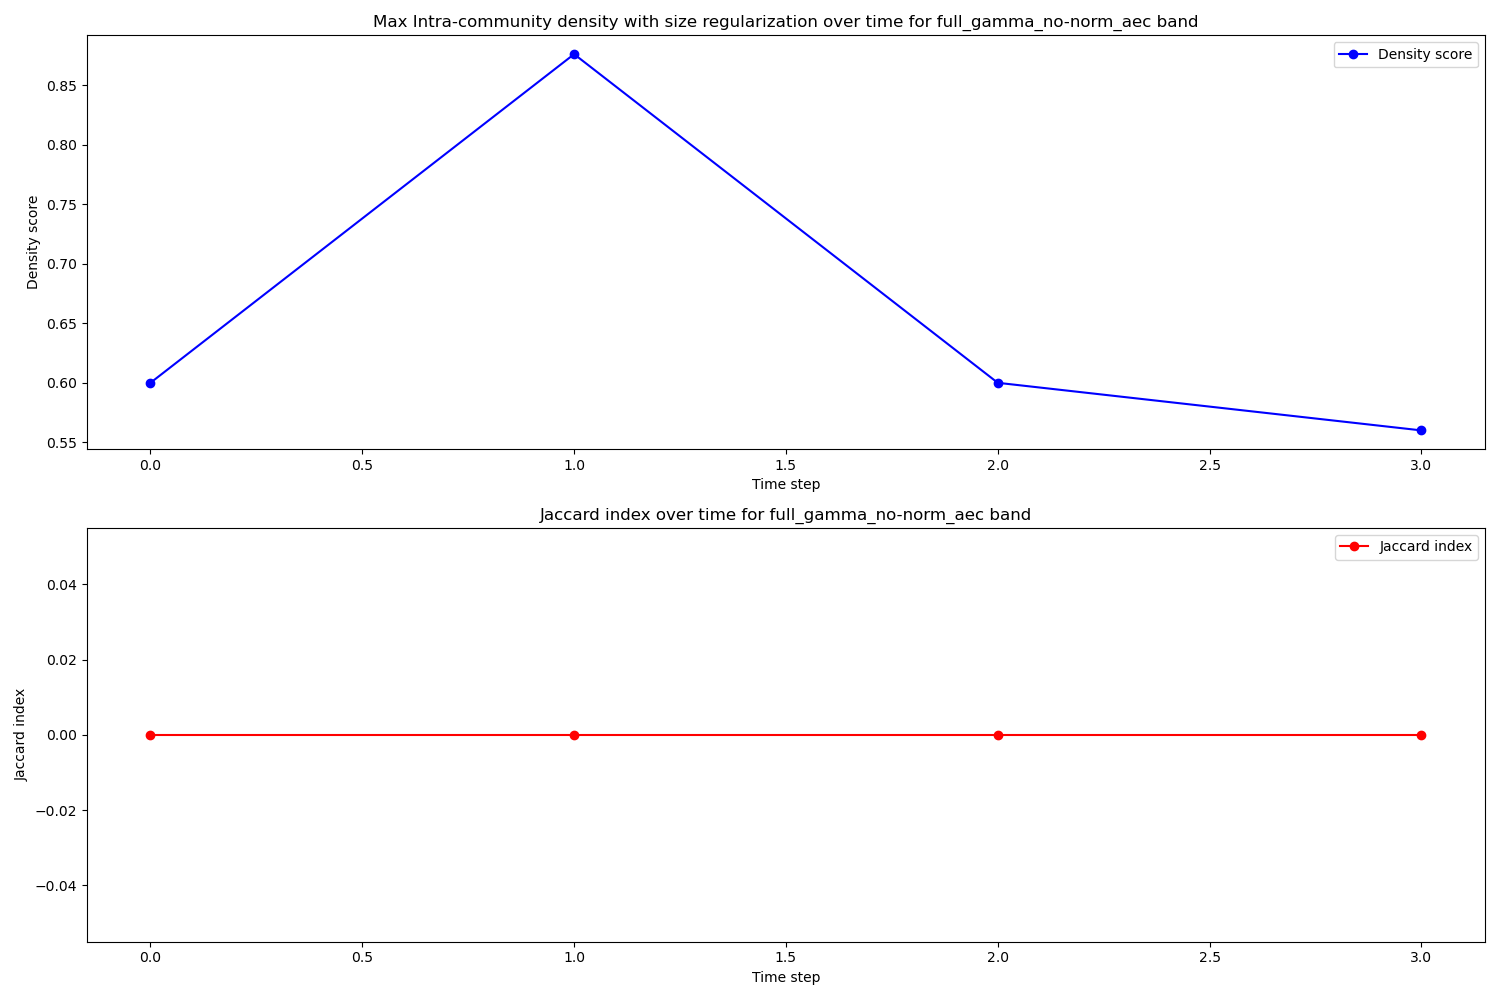 Max Intra-community density with size regularization over time for full_gamma_no-norm_aec band
Density score
0.85
0.80
0.75
0.70
0.65
0.60
0.55
Density score
0.0 0.5 1.0 1.5 2.0 2.5 3.0
Time step
Jaccard index over time for full_gamma_no-norm_aec band
Jaccard index
0.04
0.02
0.00
−0.02
−0.04
Jaccard index
0.0 0.5 1.0 1.5 2.0 2.5 3.0
Time step